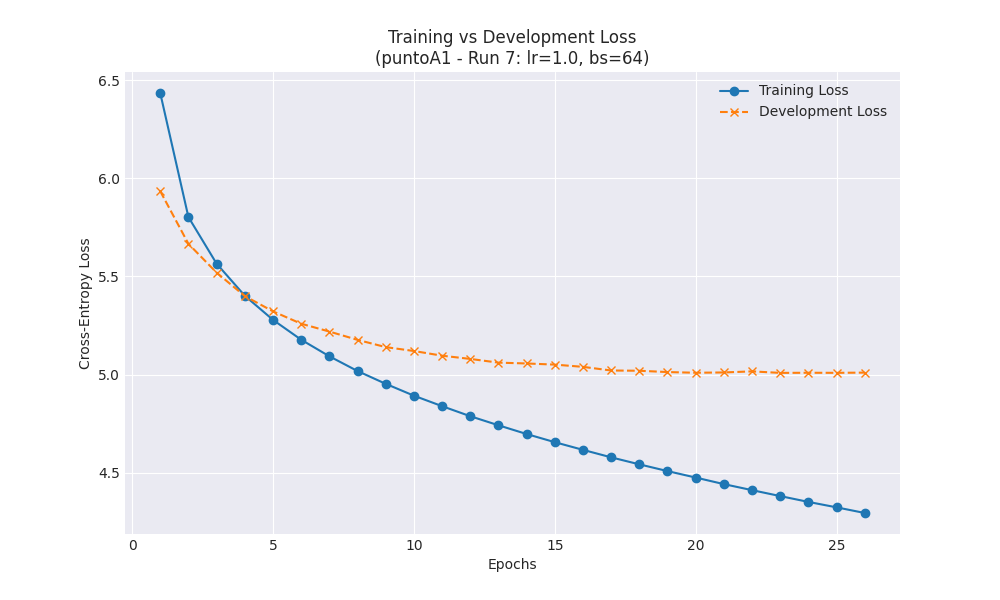 Training vs Development Loss
(puntoA1 - Run 7: lr=1.0, bs=64)
Training Loss
Development Loss
Cross-Entropy Loss
6.5
6.0
5.5
5.0
4.5
0 5 10 15 20 25
Epochs